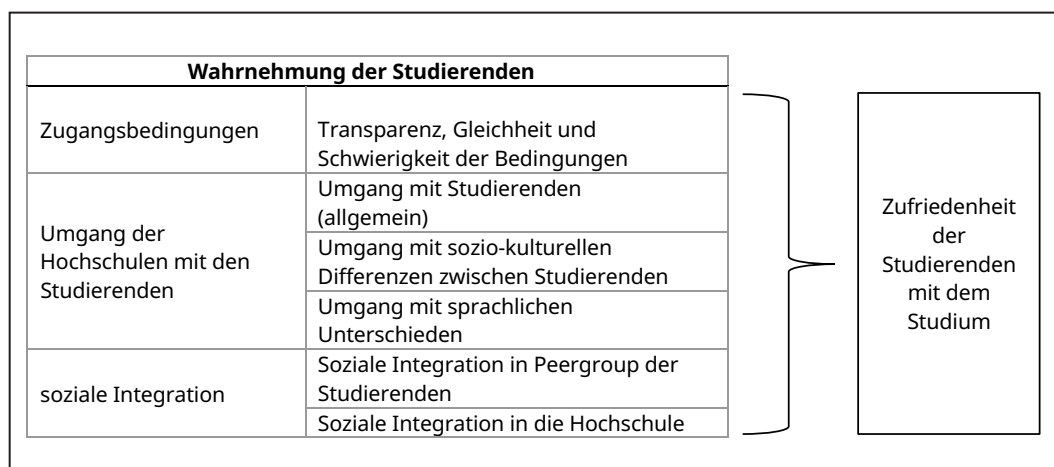 Wahrnehmung der Studierenden
Zugangsbedingungen
Transparenz, Gleichheit und
Schwierigkeit der Bedingungen
Umgang der
Hochschulen mit den
Studierenden
Umgang mit Studierenden
(allgemein)
Umgang mit sozio-kulturellen
Differenzen zwischen Studierenden
Umgang mit sprachlichen
Unterschieden
soziale Integration
Soziale Integration in Peergroup der
Studierenden
Soziale Integration in die Hochschule
Zufriedenheit
der
Studierenden
mit dem
Studium